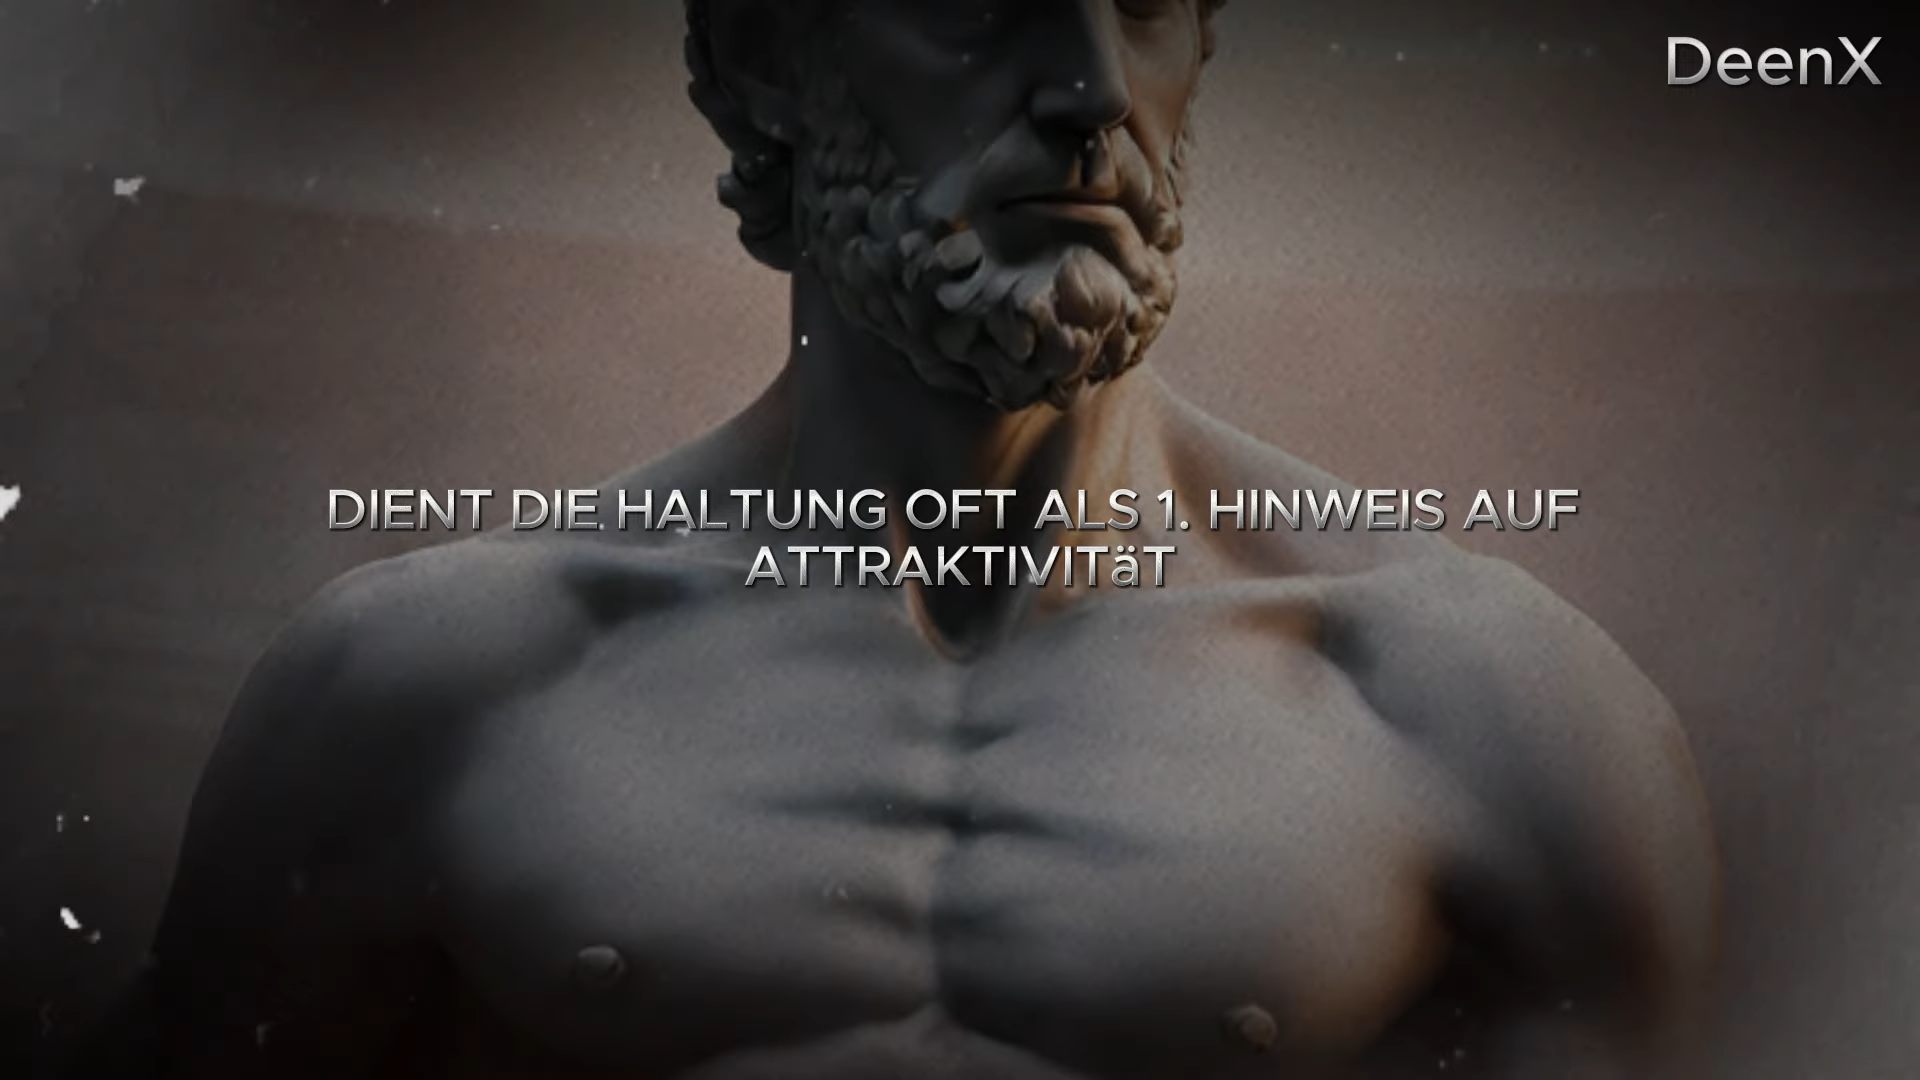 DeenX
DIENT DIE HALTUNG OFT ALS 1. HINWEIS AUF
ATTRAKTIVITäT